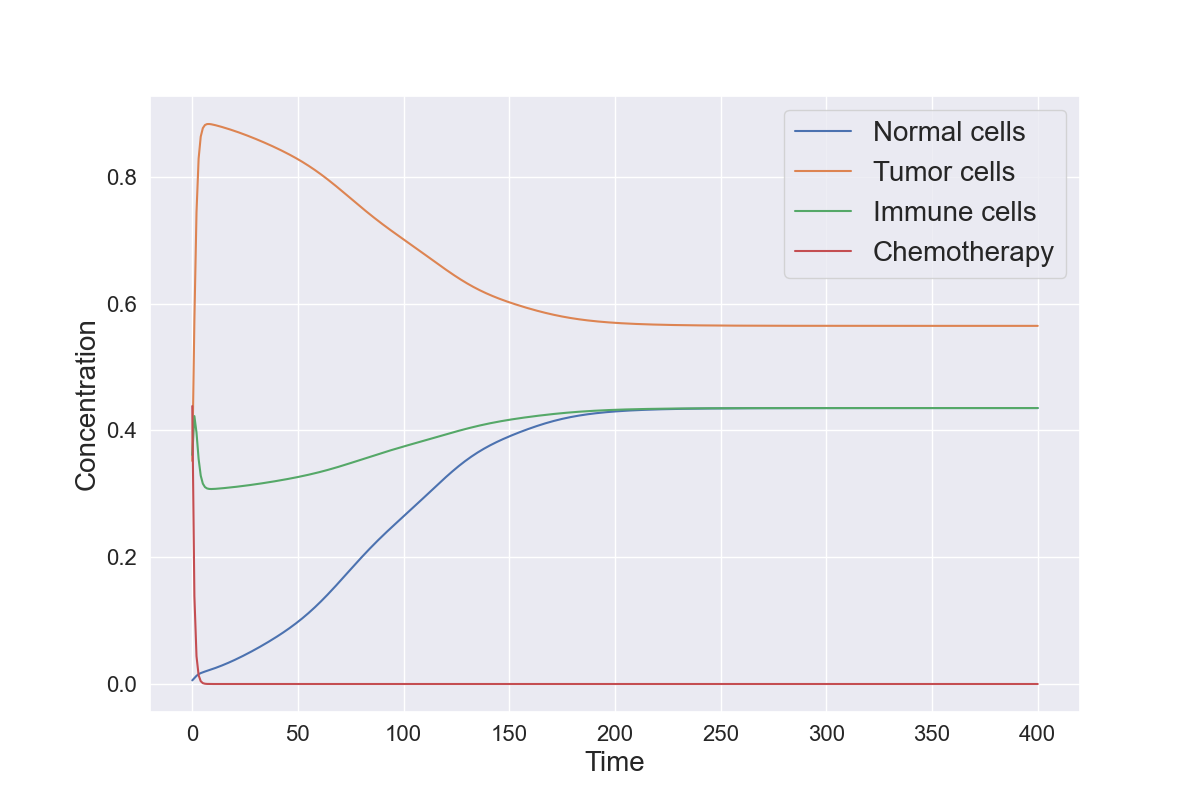 Normal cells
Tumor cells
Immune cells
Chemotherapy
0.8
0.6
0.4
0.2
0.0
Concentration
0 50 100 150 200 250 300 350 400
Time